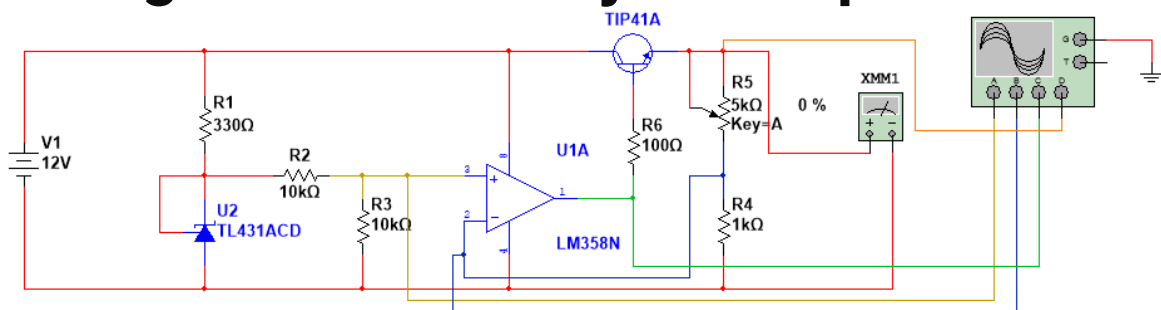 TIP41A
G
T
A B C D
XMM1
+ -
R1
330Ω
R5
5kΩ
Key=A
0 %
V1
12V
R2
10kΩ
R6
100Ω
U1A
8
3
1
2
4
U2
TL431ACD
R3
10kΩ
LM358N
R4
1kΩ